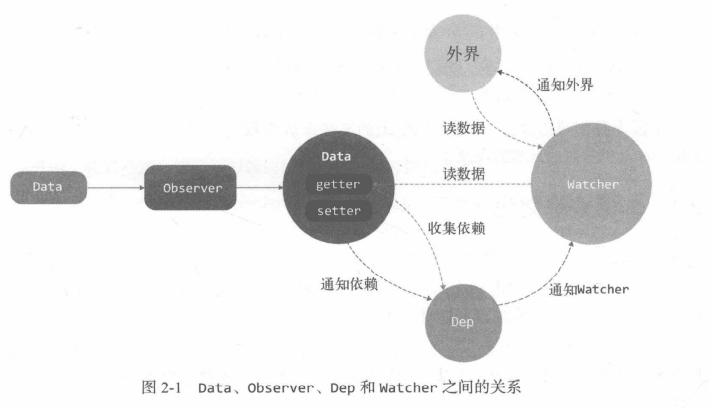 外界
通知外界
读数据
Data
getter
setter
读数据
Watcher
Data
Observer
收集依赖
通知依赖
通知Watcher
Dep
图 2-1 Data、Observer、Dep 和 Watcher 之间的关系